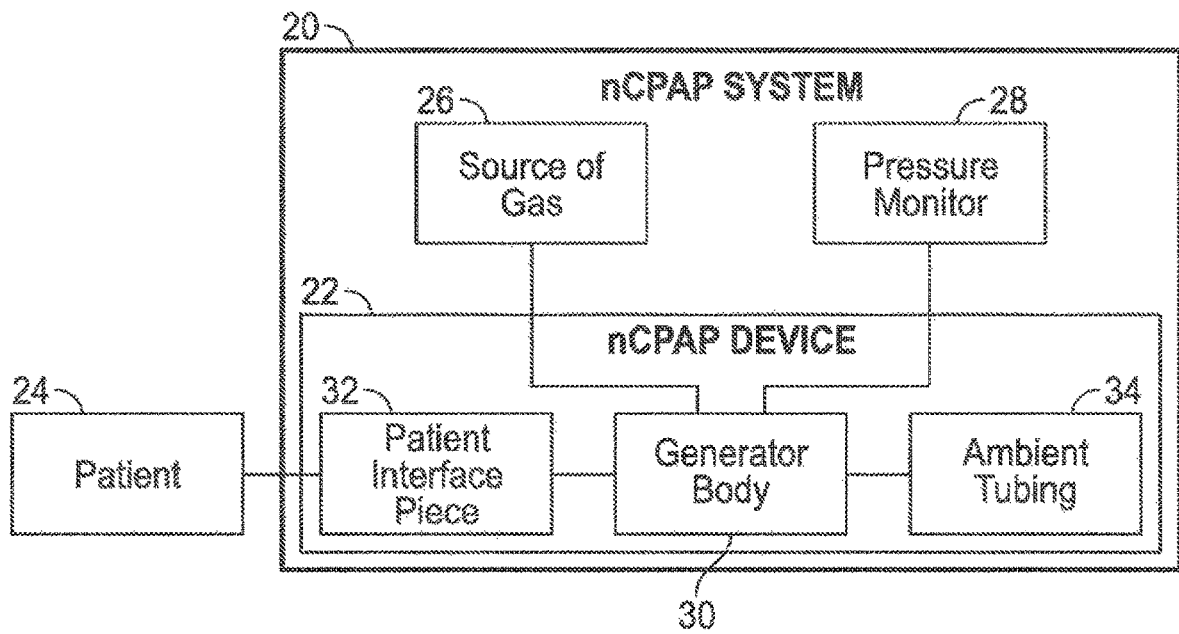 20
nCPAP SYSTEM
26
28
Source of
Gas
Pressure
Monitor
22
nCPAP DEVICE
24
32
34
Patient
Patient
Interface
Piece
Generator
Body
Ambient
Tubing
30